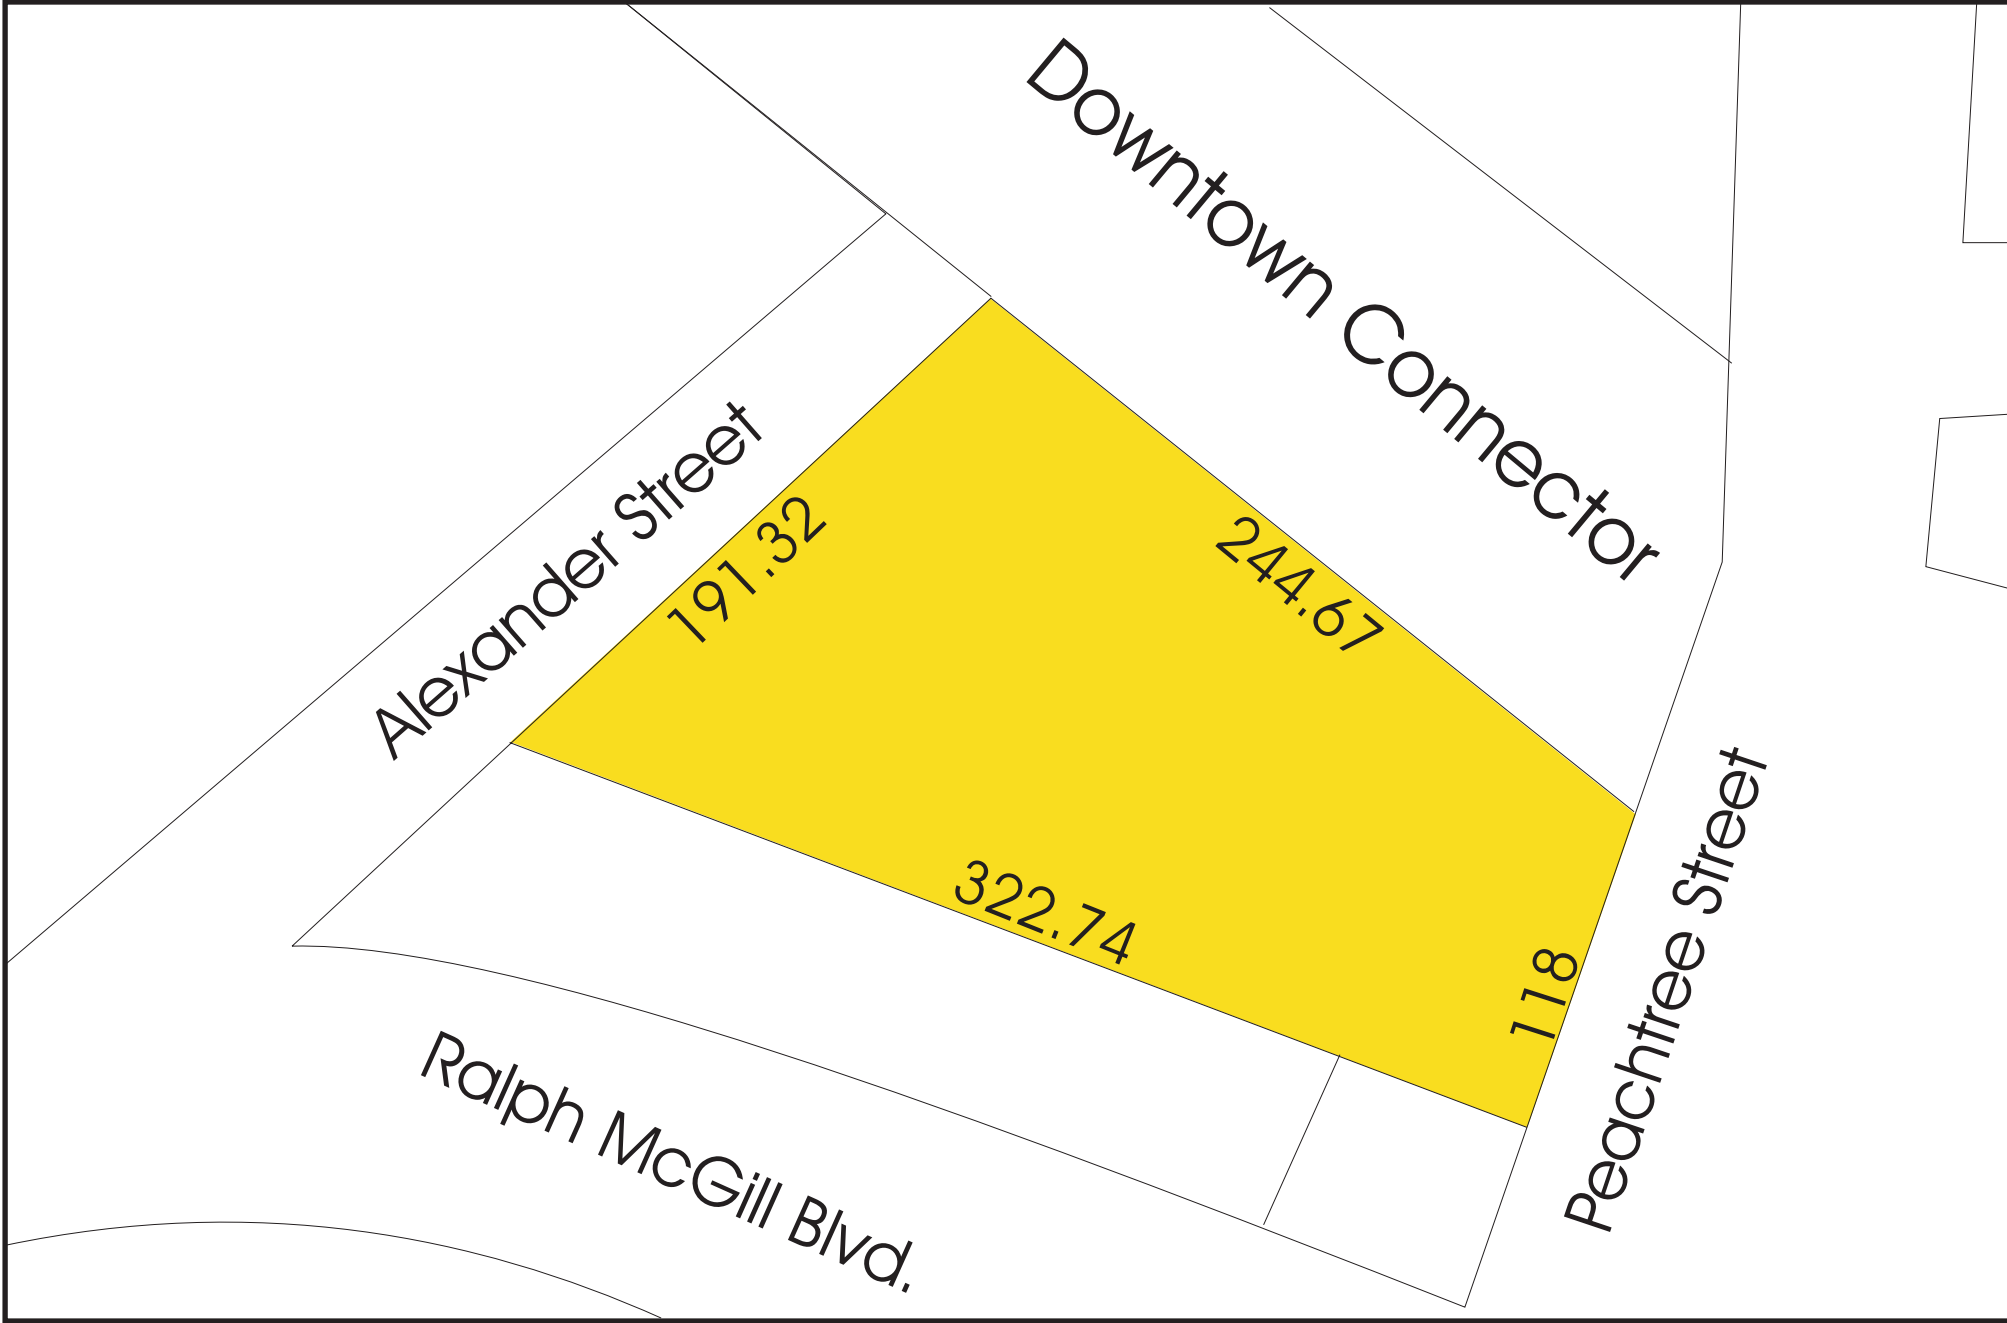 Downtown Connector
Alexander Street
191.32
244.67
322.74
118
Peachtree Street
Ralph McGill Blvd.